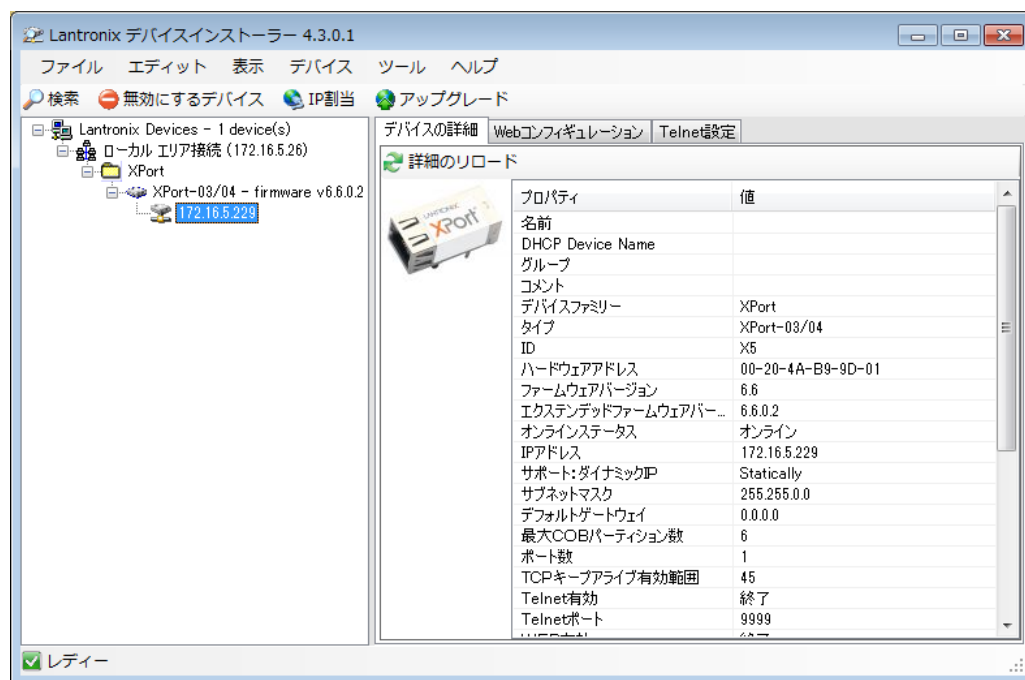 Lantronix デバイスインストーラー 4.3.0.1
ファイル エディット 表示 デバイス ツール ヘルプ
検索 無効にするデバイス IP割当 アップグレード
Lantronix Devices - 1 device(s)
ローカル エリア接続 (172.16.5.26)
XPort
XPort-03/04 - firmware v6.6.0.2
172.16.5.229
デバイスの詳細 Webコンフィギュレーション Telnet設定
詳細のリロード
LANTRONIX XPort
プロパティ 値
名前
DHCP Device Name
グループ
コメント
デバイスファミリー XPort
タイプ XPort-03/04
ID X5
ハードウェアアドレス 00-20-4A-B9-9D-01
ファームウェアバージョン 6.6
エクステンデッドファームウェアバー... 6.6.0.2
オンラインステータス オンライン
IPアドレス 172.16.5.229
サポート:ダイナミックIP Statically
サブネットマスク 255.255.0.0
デフォルトゲートウェイ 0.0.0.0
最大COBパーティション数 6
ポート数 1
TCPキープアライブ有効範囲 45
Telnet有効 終了
Telnetポート 9999
レディー